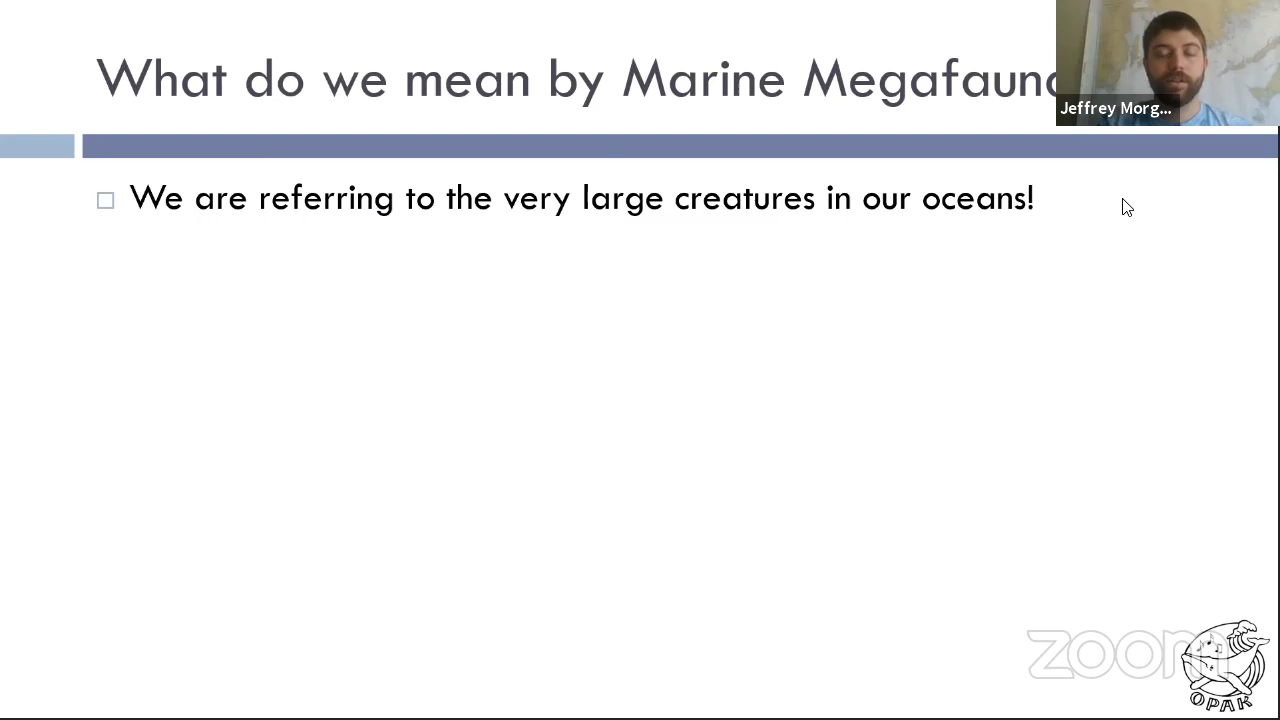 What do we mean by Marine Megafauna
Jeffrey Morg...
We are referring to the very large creatures in our oceans!
zoom
OPAK